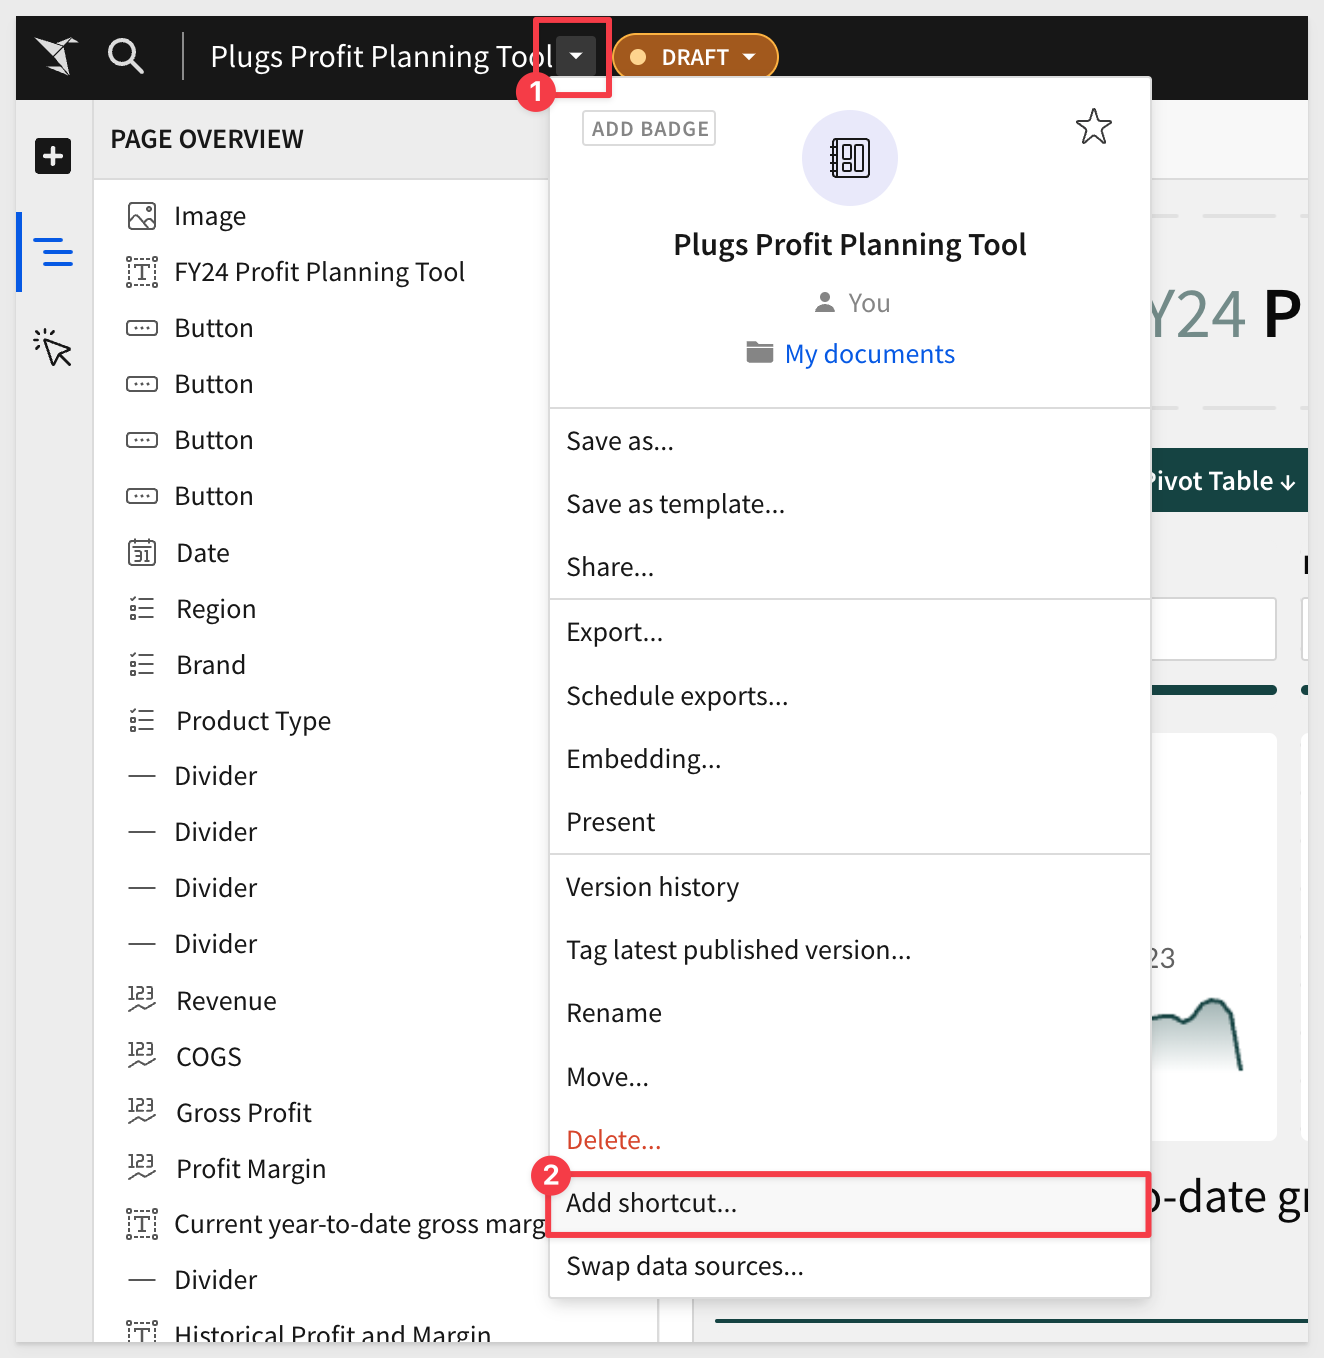 Plugs Profit Planning Tool
DRAFT
1
PAGE OVERVIEW
Image
FY24 Profit Planning Tool
Button
Button
Button
Button
31 Date
Region
Brand
Product Type
Divider
Divider
Divider
Divider
123 Revenue
123 COGS
123 Gross Profit
123 Profit Margin
Current year-to-date gross marg
Divider
Historical Profit and Margin
ADD BADGE
Plugs Profit Planning Tool
You
My documents
Save as...
Save as template...
Share...
Export...
Schedule exports...
Embedding...
Present
Version history
Tag latest published version...
Rename
Move...
Delete...
2
Add shortcut...
Swap data sources...
Y24 P
Pivot Table ↓
23
o-date gr